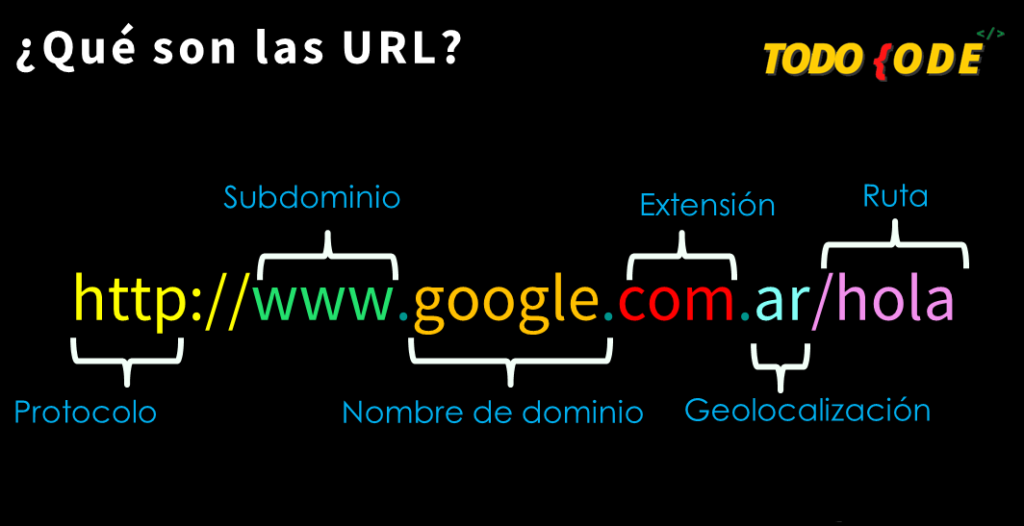 ¿Qué son las URL?
</>
TODO {ODE
Subdominio
Extensión
Ruta
http://www.google.com.ar/hola
Protocolo
Nombre de dominio
Geolocalización